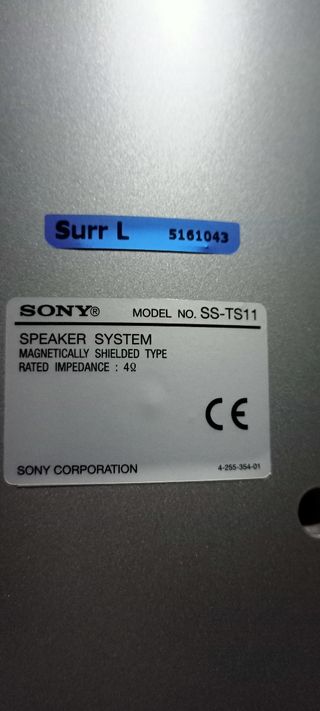 Surr L 5161043
SONY® MODEL NO. SS-TS11
SPEAKER SYSTEM
MAGNETICALLY SHIELDED TYPE
RATED IMPEDANCE : 4Ω
CE
SONY CORPORATION 4-255-354-01